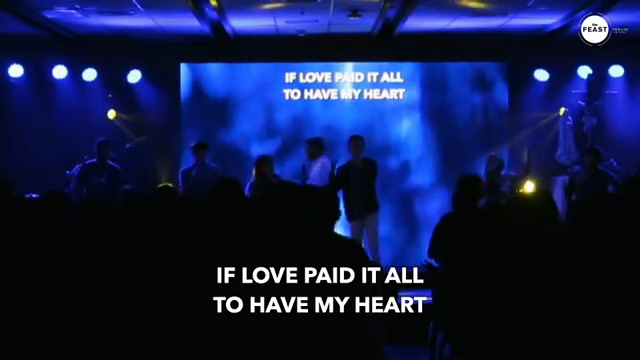 the
FEAST
IF LOVE PAID IT ALL
TO HAVE MY HEART
IF LOVE PAID IT ALL
TO HAVE MY HEART